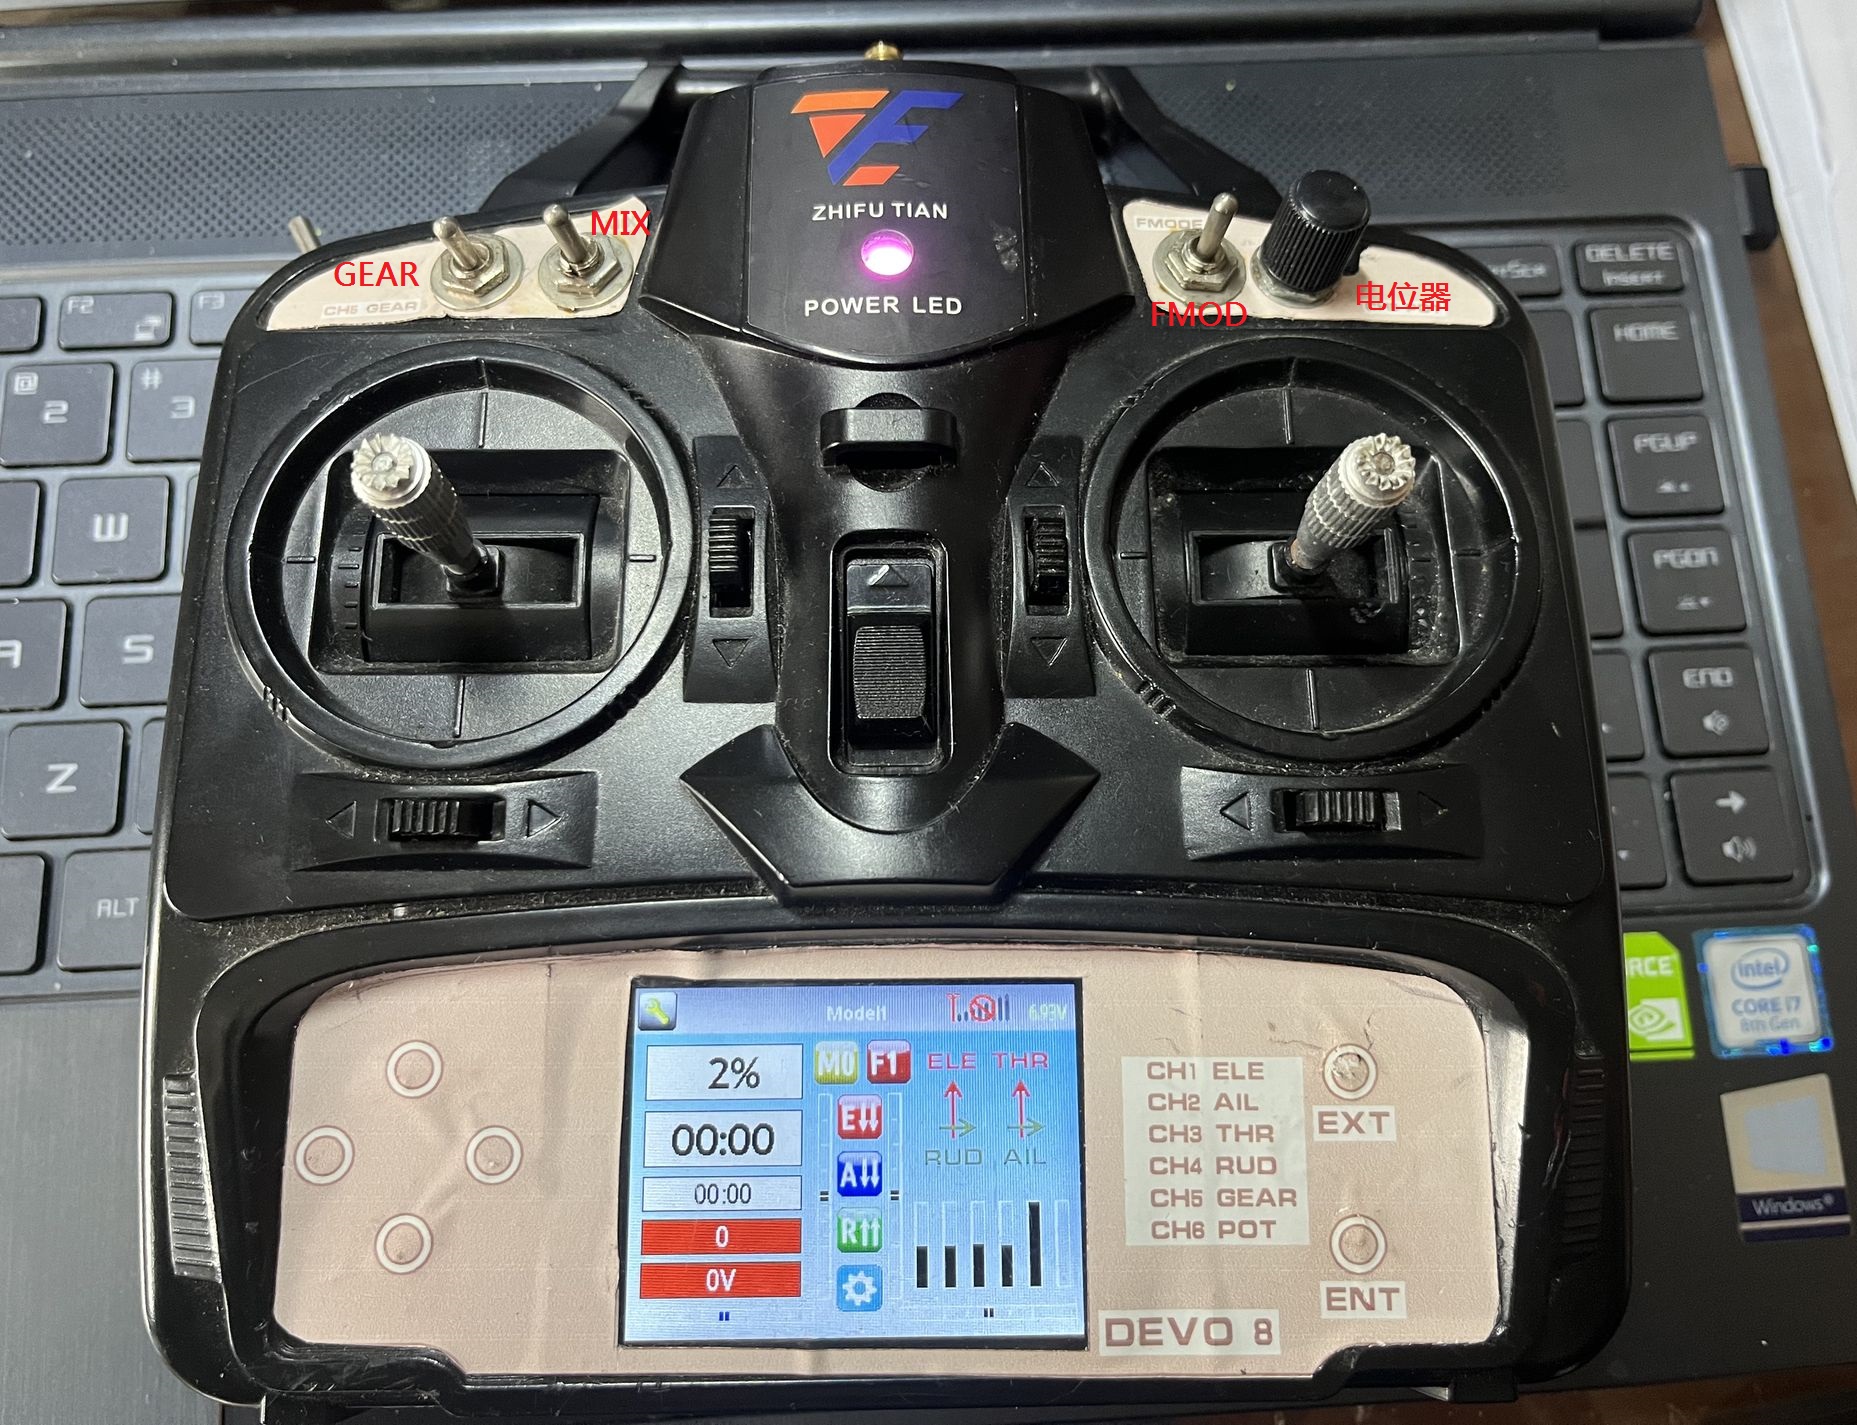 DELETE
Insert
HOME
PGUP
PGDN
END
F2
F3
@
2
#
3
W
A
S
Z
ALT
MIX
GEAR
CH5 GEAR
ZHIFU TIAN
POWER LED
FMODE
FMOD
电位器
Model1
6.93V
2%
00:00
00:00
0
0V
M0
F1
E
A
R
ELE THR
RUD AIL
CH1 ELE
CH2 AIL
CH3 THR
CH4 RUD
CH5 GEAR
CH6 POT
EXT
ENT
DEVO 8
RCE
intel
CORE i7
8th Gen
Windows®